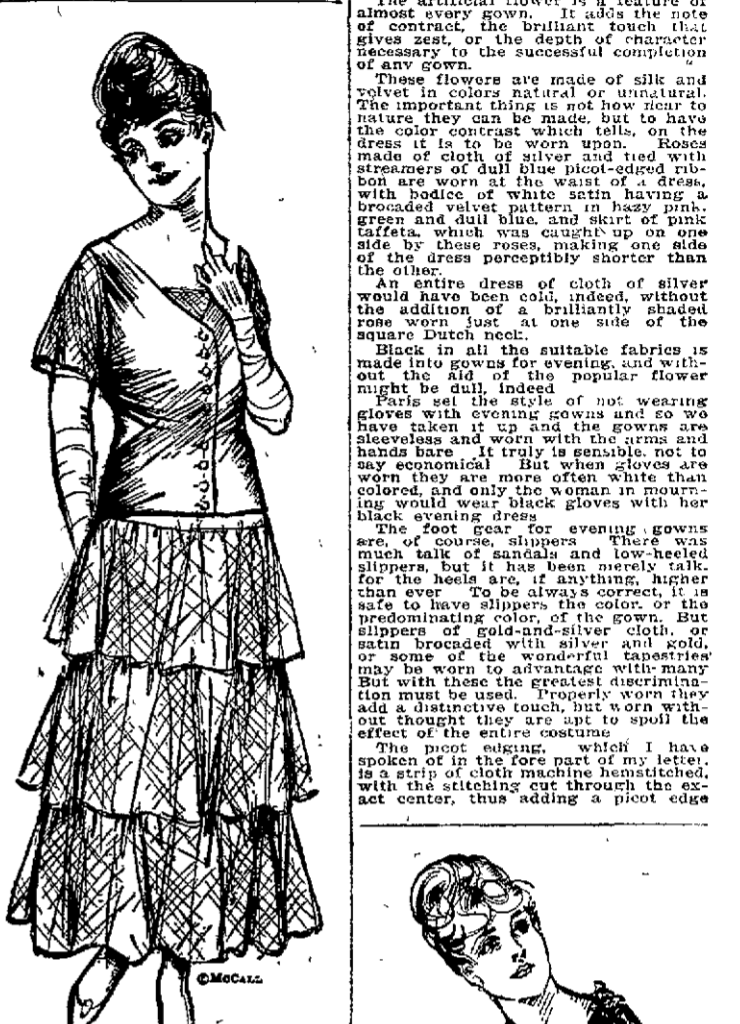 The artificial flower is a feature of
almost every gown. It adds the note
of contract, the brilliant touch that
gives zest, or the depth of character
necessary to the successful completion
of any gown.
These flowers are made of silk and
velvet in colors natural or unnatural.
The important thing is not how near to
nature they can be made, but to have
the color contrast which tells, on the
dress it is to be worn upon. Roses
made of cloth of silver and tied with
streamers of dull blue picot-edged rib-
bon are worn at the waist of a dress,
with bodice of white satin having a
brocaded velvet pattern in hazy pink,
green and dull blue, and skirt of pink
taffeta, which was caught up on one
side by these roses, making one side
of the dress perceptibly shorter than
the other.
An entire dress of cloth of silver
would have been cold, indeed, without
the addition of a brilliantly shaded
rose worn just at one side of the
square Dutch neck.
Black in all the suitable fabrics is
made into gowns for evening, and with-
out the aid of the popular flower
might be dull, indeed
Paris set the style of not wearing
gloves with evening gowns and so we
have taken it up and the gowns are
sleeveless and worn with the arms and
hands bare It truly is sensible, not to
say economical But when gloves are
worn they are more often white than
colored, and only the woman in mourn-
ing would wear black gloves with her
black evening dress
The foot gear for evening gowns
are, of course, slippers There was
much talk of sandals and low-heeled
slippers, but it has been merely talk,
for the heels are, if anything, higher
than ever To be always correct, it is
safe to have slippers the color, or the
predominating color, of the gown. But
slippers of gold-and-silver cloth, or
satin brocaded with silver and gold,
or some of the wonderful tapestries
may be worn to advantage with many
But with these the greatest discrimina-
tion must be used. Properly worn they
add a distinctive touch, but worn with-
out thought they are apt to spoil the
effect of the entire costume
The picot edging, which I have
spoken of in the fore part of my letter,
is a strip of cloth machine hemstitched,
with the stitching cut through the ex-
act center, thus adding a picot edge
©McCALL